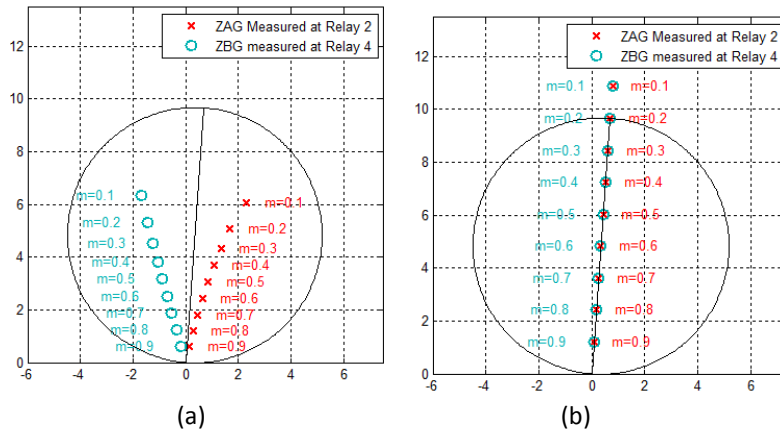 ZAG Measured at Relay 2
ZBG measured at Relay 4
12
10
8
6
4
2
0
-6
-4
-2
0
2
4
6
m=0.1
m=0.2
m=0.3
m=0.4
m=0.5
m=0.6
m=0.7
m=0.8
m=0.9
m=0.1
m=0.2
m=0.3
m=0.4
m=0.5
m=0.6
m=0.7
m=0.8
m=0.9
(a)
ZAG Measured at Relay 2
ZBG measured at Relay 4
12
10
8
6
4
2
0
-6
-4
-2
0
2
4
6
m=0.1 m=0.1
m=0.2 m=0.2
m=0.3 m=0.3
m=0.4 m=0.4
m=0.5 m=0.5
m=0.6 m=0.6
m=0.7 m=0.7
m=0.8 m=0.8
m=0.9 m=0.9
(b)